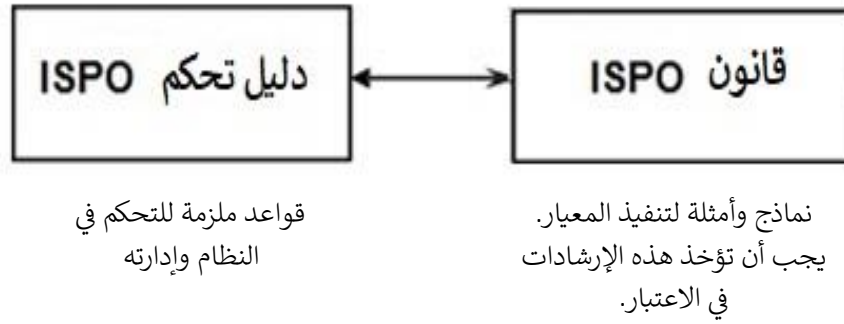 قانون ISPO
دليل تحكم ISPO
نماذج وأمثلة لتنفيذ المعيار.
يجب أن تؤخذ هذه الإرشادات
في الاعتبار.
قواعد ملزمة للتحكم في
النظام وإدارته